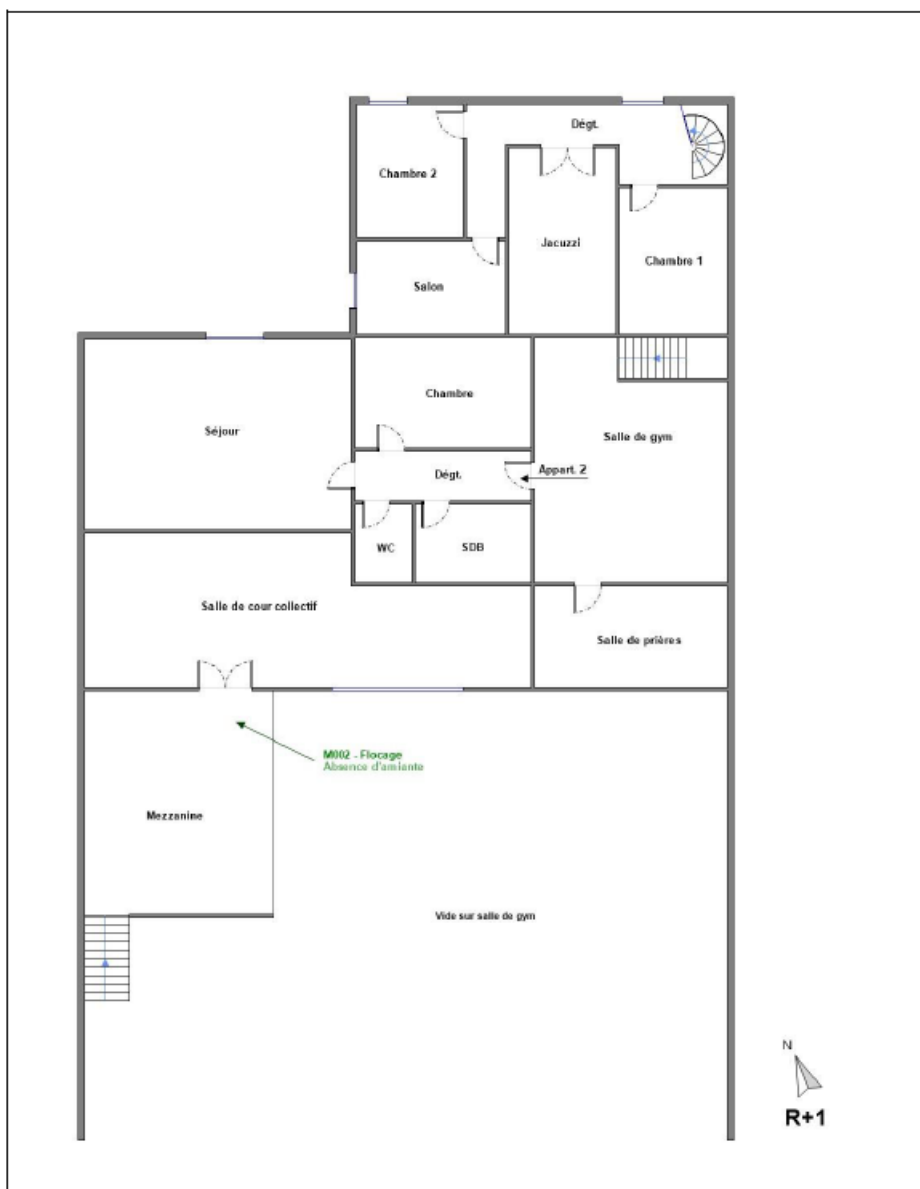 Dégt.
Chambre 2
Jacuzzi
Chambre 1
Salon
Chambre
Séjour
Salle de gym
Dégt.
Appart. 2
WC
SDB
Salle de cour collectif
Salle de prières
M002 - Flocage
Absence d'amiante
Mezzanine
Vide sur salle de gym
N
R+1